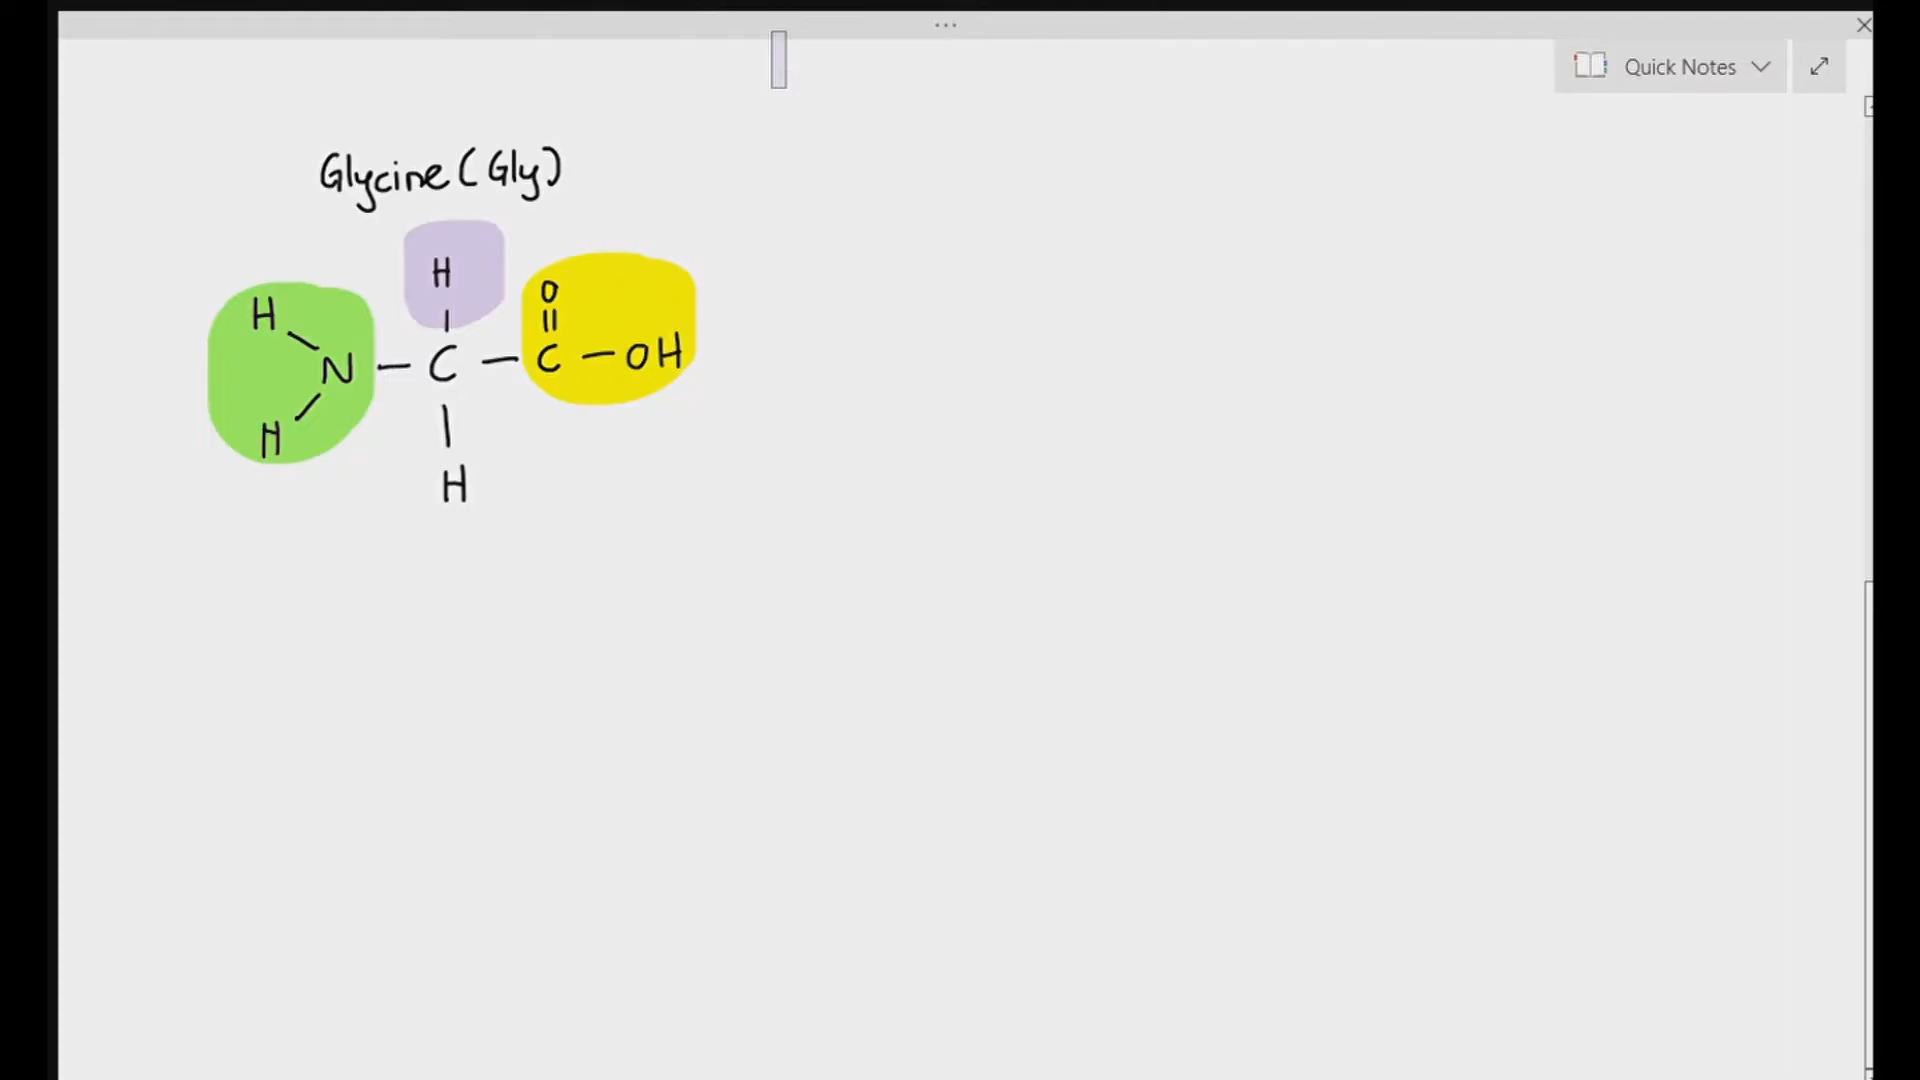 Quick Notes
Glycine (Gly)
H
H O
N - C - C - OH
H
H